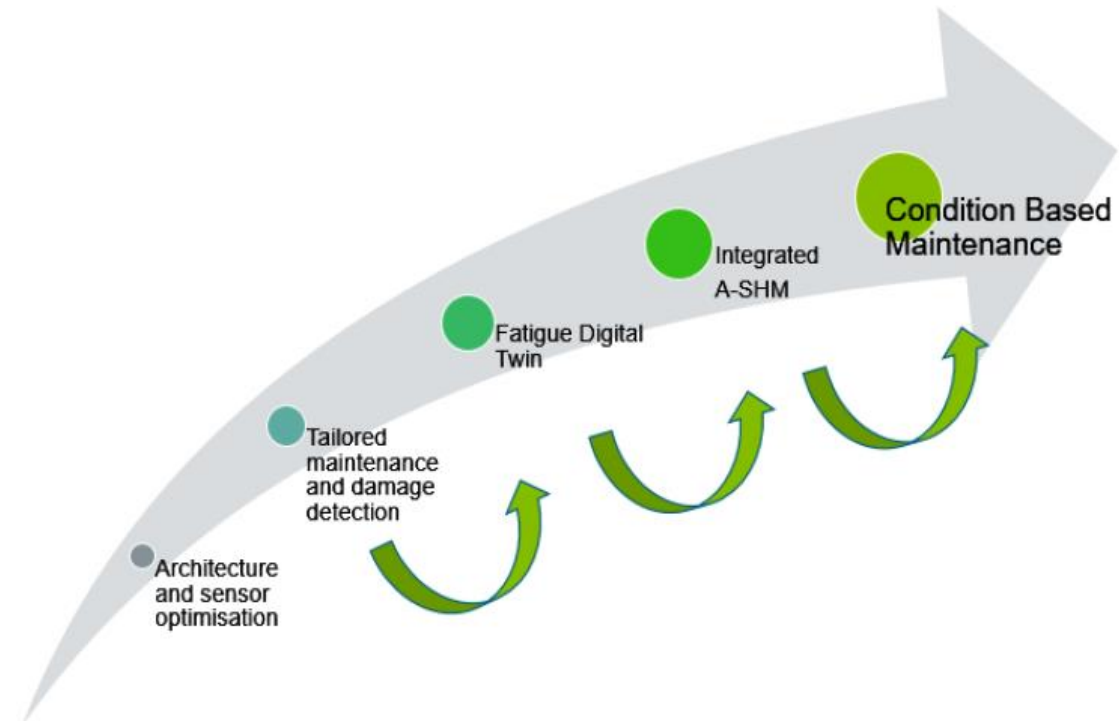 Architecture
and sensor
optimisation
Tailored
maintenance
and damage
detection
Fatigue Digital
Twin
Integrated
A-SHM
Condition Based
Maintenance